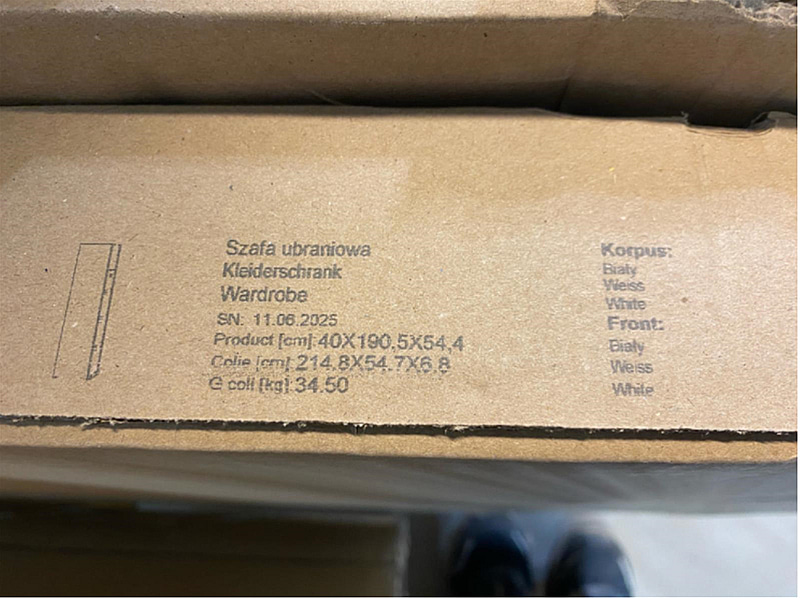 Szafa ubraniowa
Kleiderschrank
Wardrobe
SN: 11.06.2025
Product [cm]:40X190,5X54,4
Colie [cm]:214.8X54.7X6,8
G coli [kg]:34.50
Korpus:
Biały
Weiss
White
Front:
Biały
Weiss
White